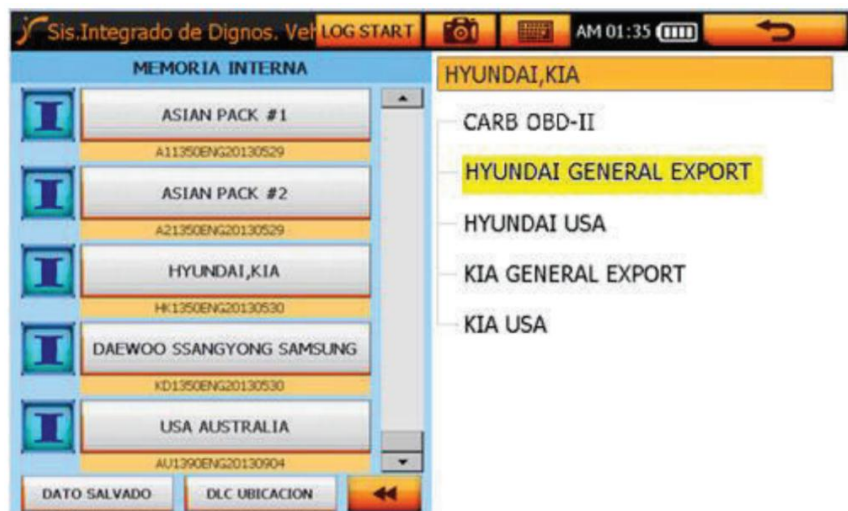 Sis.Integrado de Dignos. Veh LOG START AM 01:35
MEMORIA INTERNA
ASIAN PACK #1
A11350ENG20130529
ASIAN PACK #2
A21350ENG20130529
HYUNDAI,KIA
HK1350ENG20130530
DAEWOO SSANGYONG SAMSUNG
KD1350ENG20130530
USA AUSTRALIA
AU1390ENG20130904
DATO SALVADO DLC UBICACION
HYUNDAI,KIA
CARB OBD-II
HYUNDAI GENERAL EXPORT
HYUNDAI USA
KIA GENERAL EXPORT
KIA USA